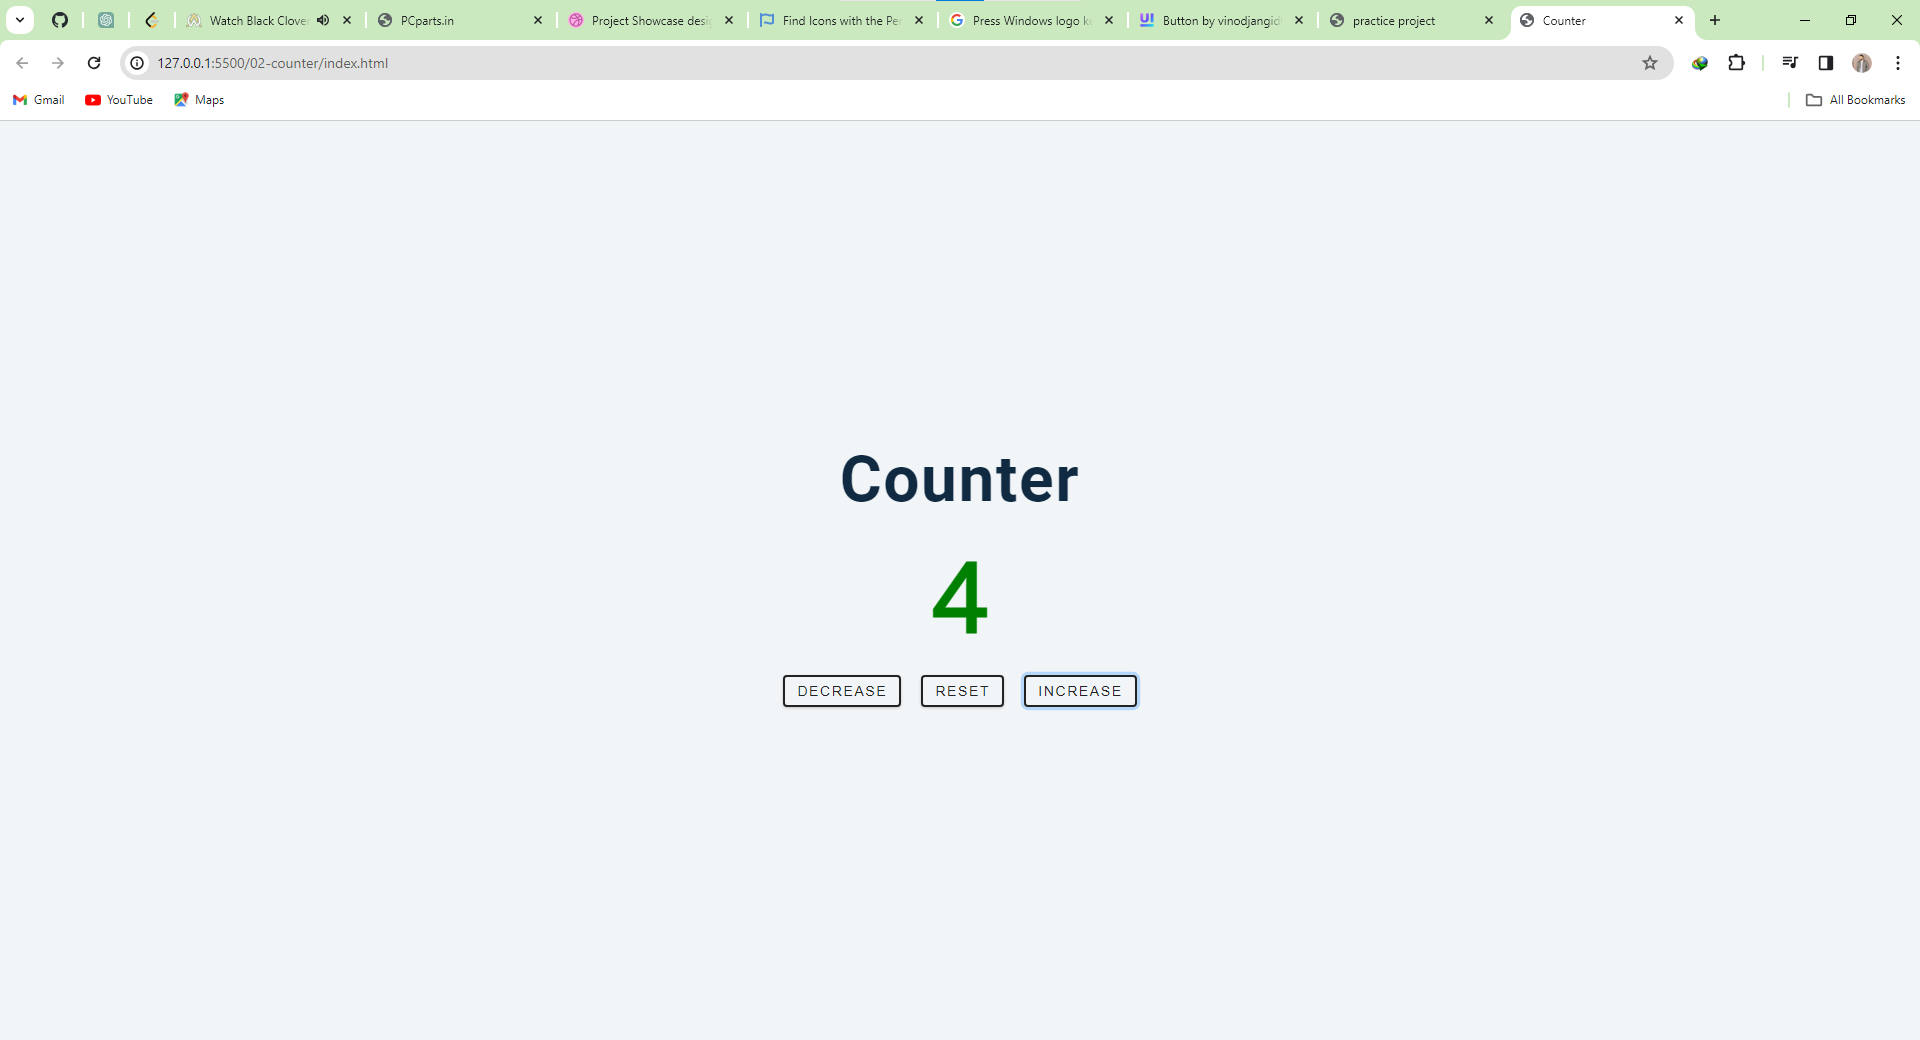 Watch Black Clover
PCparts.in
Project Showcase desi
Find Icons with the Per
Press Windows logo k
Button by vinodjangid
practice project
Counter
127.0.0.1:5500/02-counter/index.html
Gmail
YouTube
Maps
All Bookmarks
Counter
4
DECREASE
RESET
INCREASE